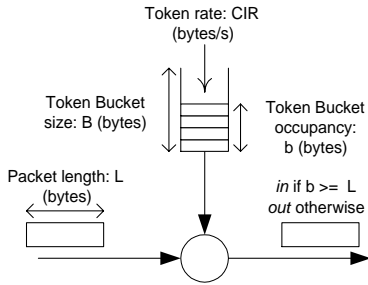 Token rate: CIR
(bytes/s)
Token Bucket
size: B (bytes)
Token Bucket
occupancy:
b (bytes)
Packet length: L
(bytes)
in if b >= L
out otherwise